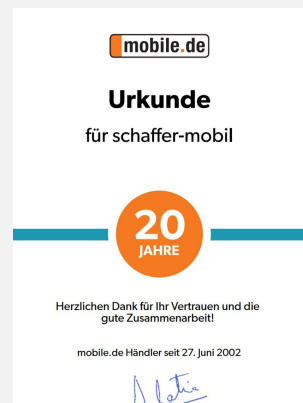 mobile.de
Urkunde
für schaffer-mobil
20
JAHRE
Herzlichen Dank für Ihr Vertrauen und die
gute Zusammenarbeit!
mobile.de Händler seit 27. Juni 2002